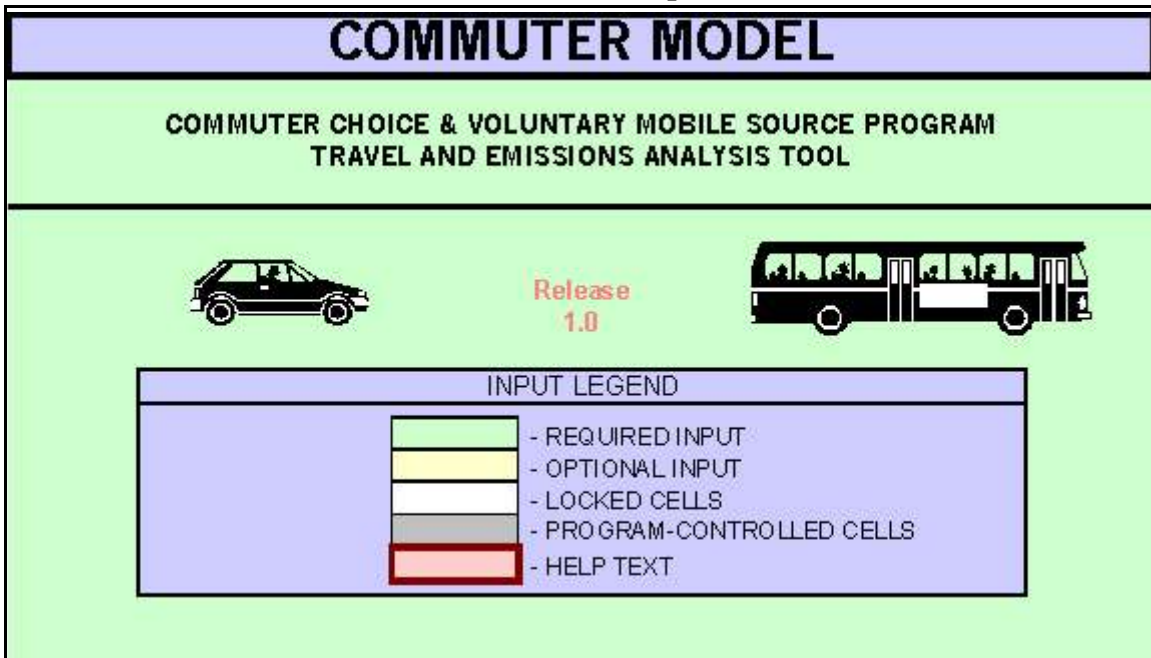 COMMUTER MODEL
COMMUTER CHOICE & VOLUNTARY MOBILE SOURCE PROGRAM
TRAVEL AND EMISSIONS ANALYSIS TOOL
Release
1.0
INPUT LEGEND
- REQUIRED INPUT
- OPTIONAL INPUT
- LOCKED CELLS
- PROGRAM-CONTROLLED CELLS
- HELP TEXT